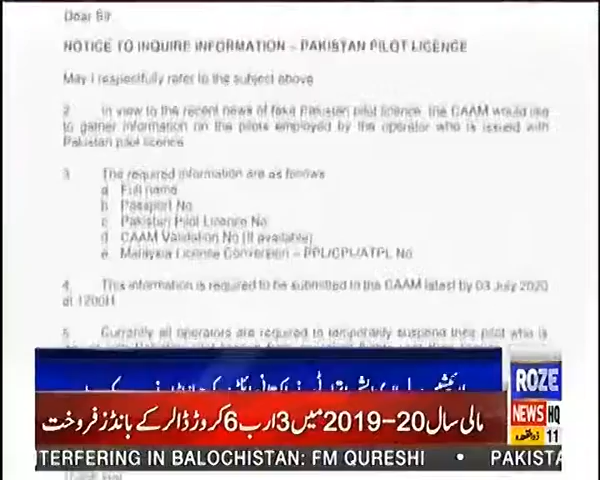 Dear Sir
NOTICE TO INQUIRE INFORMATION – PAKISTAN PILOT LICENCE
May I respectfully refer to the subject above
2 In view to the recent news of fake Pakistan pilot licence, the CAAM would like
to gather information on the pilots employed by the operator who is issued with
Pakistan pilot licence
3 The required information are as follows
a Full name
b Passport No
c Pakistan Pilot Licence No
d CAAM Validation No (If available)
e Malaysia License Conversion – PPL/CPL/ATPL No
4 This information is required to be submitted to the CAAM latest by 03 July 2020
at 1200H
5 Currently all operators are required to temporarily suspend their pilot who is
ROZE
NEWS HQ
مالی سال 20-2019 میں 3 ارب 6 کروڑ ڈالر کے بانڈز فروخت
11
NTERFERING IN BALOCHISTAN: FM QURESHI • PAKISTA